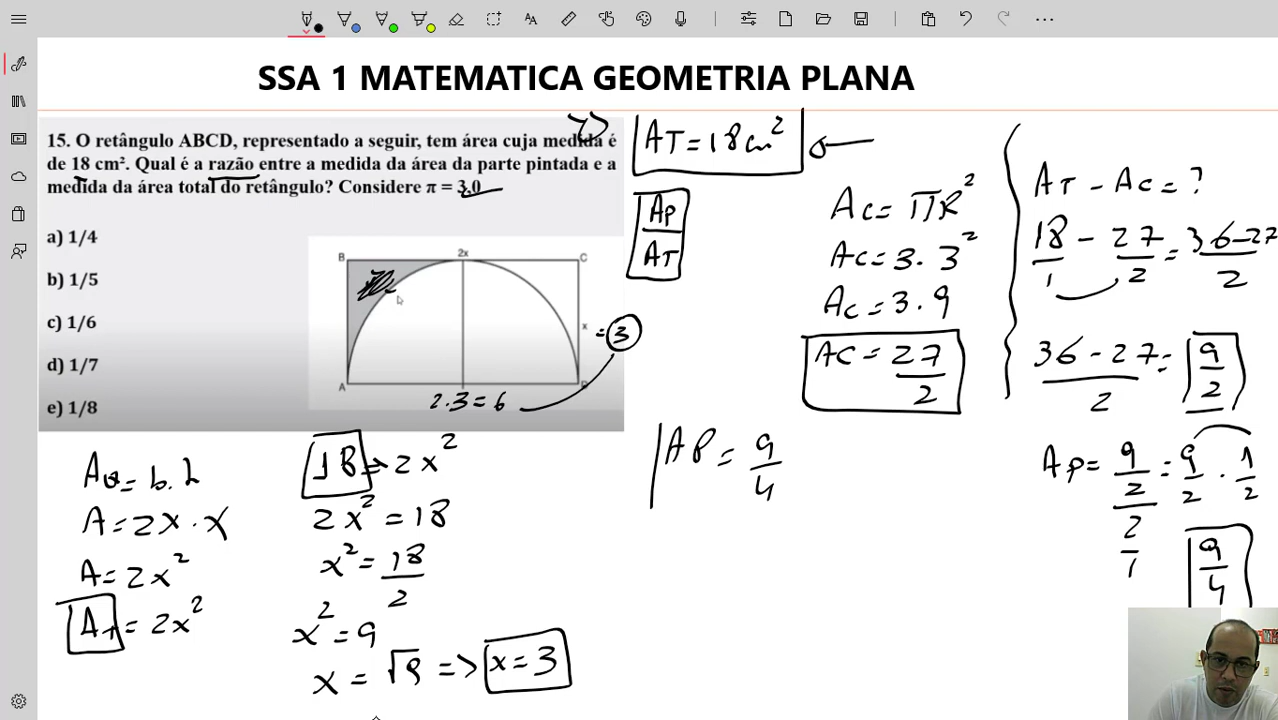 SSA 1 MATEMATICA GEOMETRIA PLANA
15. O retângulo ABCD, representado a seguir, tem área cuja medida é
de 18 cm². Qual é a razão entre a medida da área da parte pintada e a
medida da área total do retângulo? Considere π = 3,0
a) 1/4
b) 1/5
c) 1/6
d) 1/7
e) 1/8
B 2x C
x = 3
A
2.3=6
AT=18cm²
AP/AT
Ac= πR²
Ac=3.3²
Ac=3.9
AC=27/2
AT-AC=?
18/1 - 27/2 = 36-27/2
36-27/2 = 9/2
AP= 9/2 / 2/1 = 9/2 . 1/2
9/4
AP=9/4
A= b.h
A=2x.x
A=2x²
AT=2x²
18=>2x²
2x²=18
x²=18/2
x²=9
x=√9 => x=3